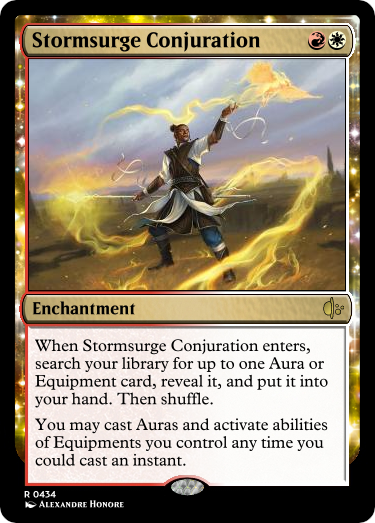 Stormsurge Conjuration
Enchantment
When Stormsurge Conjuration enters,
search your library for up to one Aura or
Equipment card, reveal it, and put it into
your hand. Then shuffle.
You may cast Auras and activate abilities
of Equipments you control any time you
could cast an instant.
R 0434
Alexandre Honore